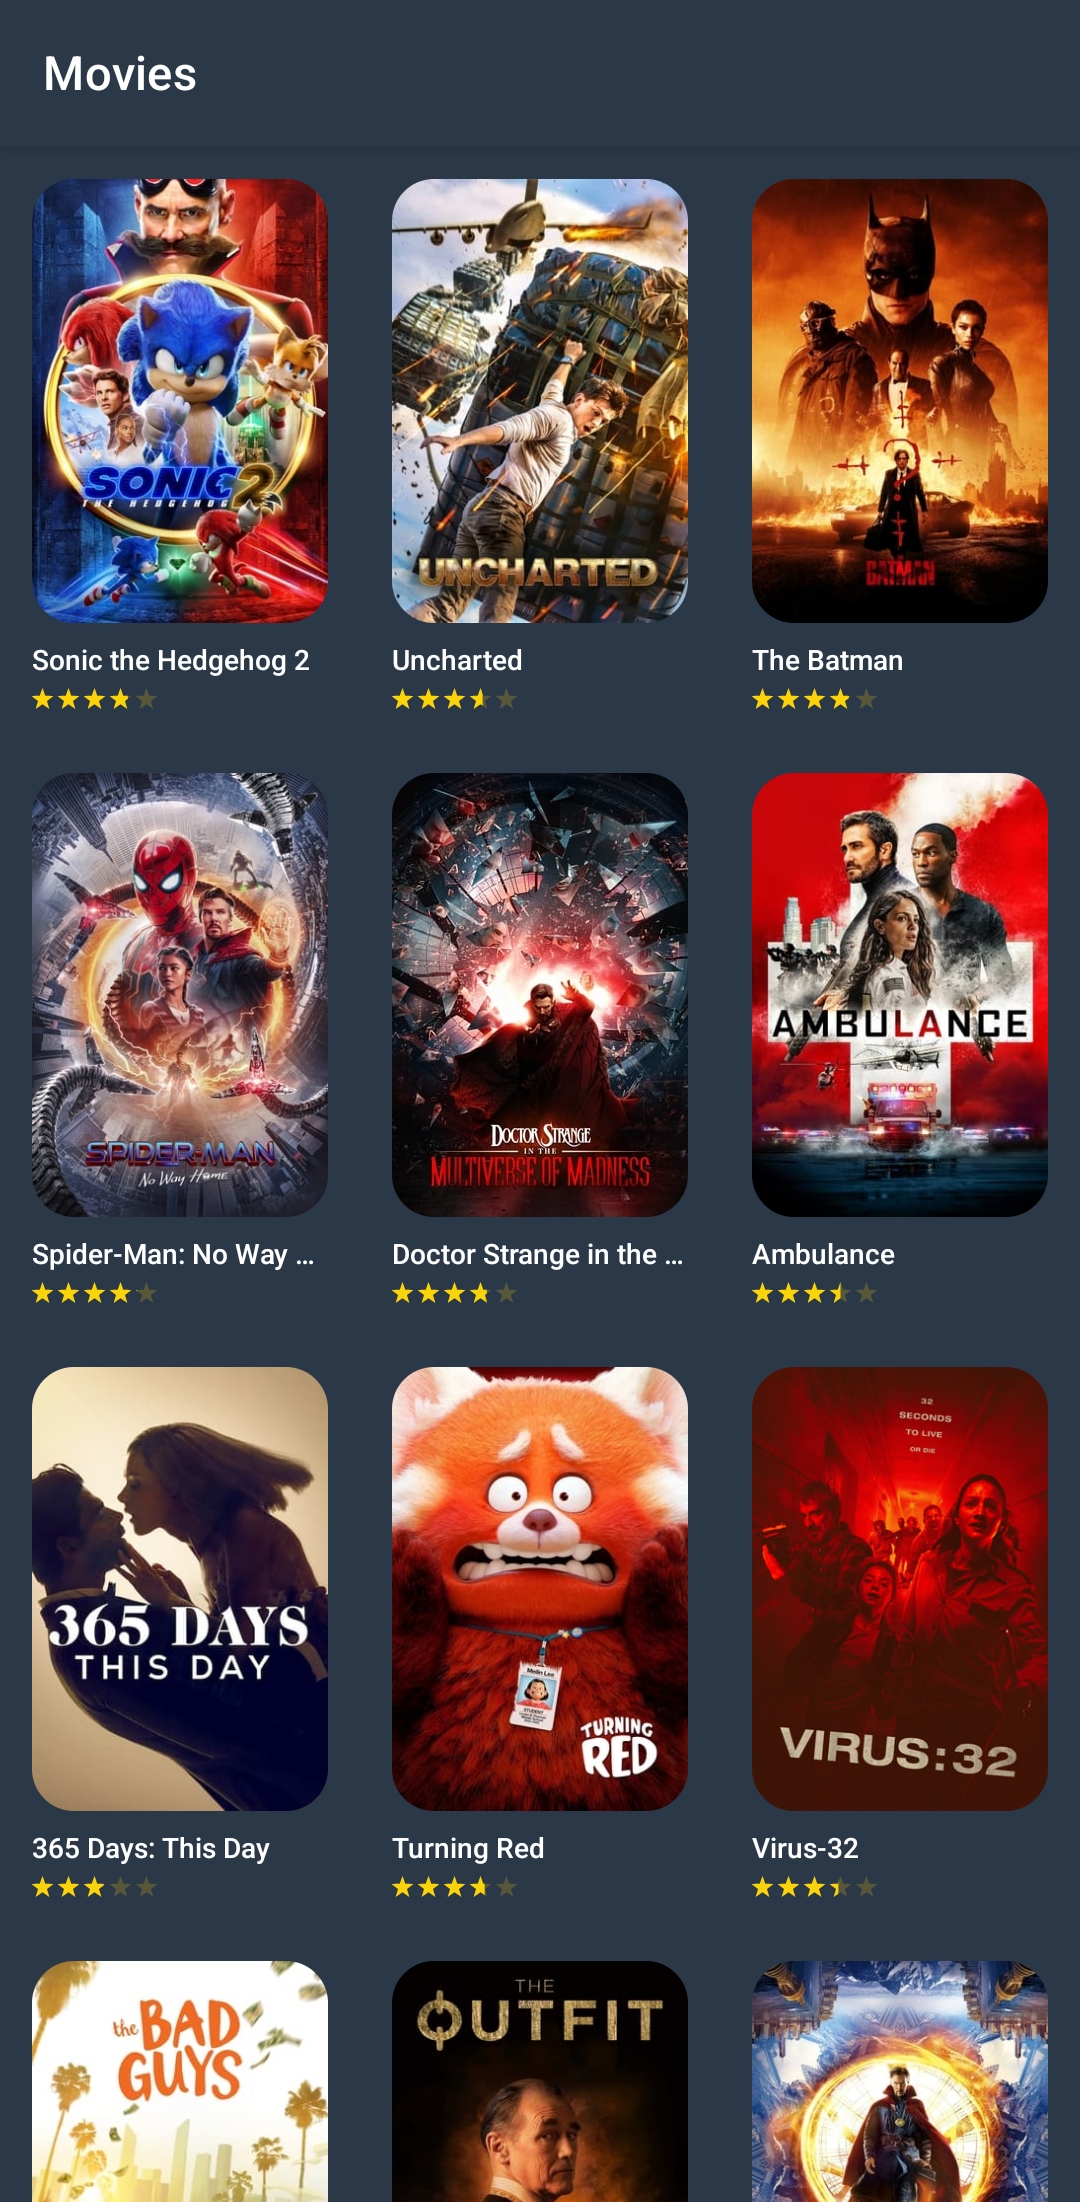 Movies
SONIC 2
THE HEDGEHOG
UNCHARTED
BATMAN
Sonic the Hedgehog 2
Uncharted
The Batman
SPIDER-MAN
No Way Home
DOCTOR STRANGE
IN THE
MULTIVERSE OF MADNESS
AMBULANCE
Spider-Man: No Way ...
Doctor Strange in the ...
Ambulance
365 DAYS
THIS DAY
Meilin Lee
STUDENT
TURNING
RED
32
SECONDS
TO LIVE
OR DIE
VIRUS:32
365 Days: This Day
Turning Red
Virus-32
the BAD
GUYS
THE
OUTFIT